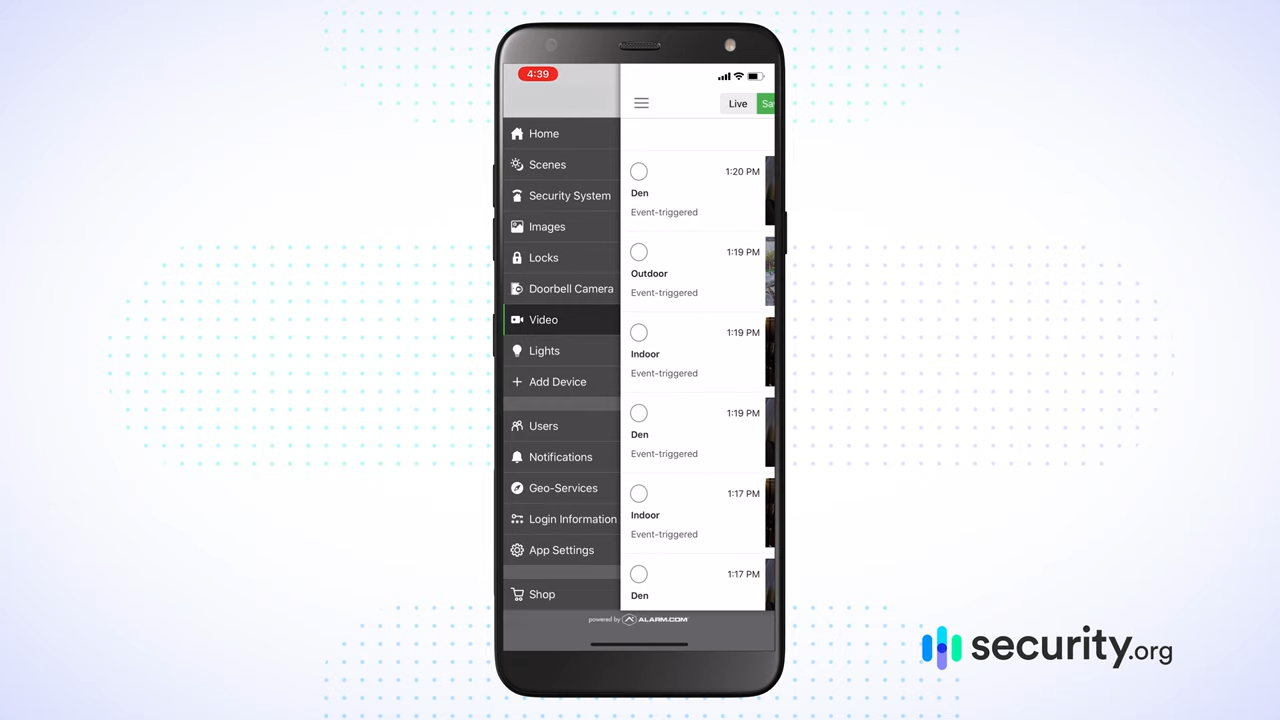 4:39
Home
Scenes
Security System
Images
Locks
Doorbell Camera
Video
Lights
Add Device
Users
Notifications
Geo-Services
Login Information
App Settings
Shop
Live
Sa
1:20 PM
Den
Event-triggered
1:19 PM
Outdoor
Event-triggered
1:19 PM
Indoor
Event-triggered
1:19 PM
Den
Event-triggered
1:17 PM
Indoor
Event-triggered
1:17 PM
Den
powered by ALARM.COM
security.org